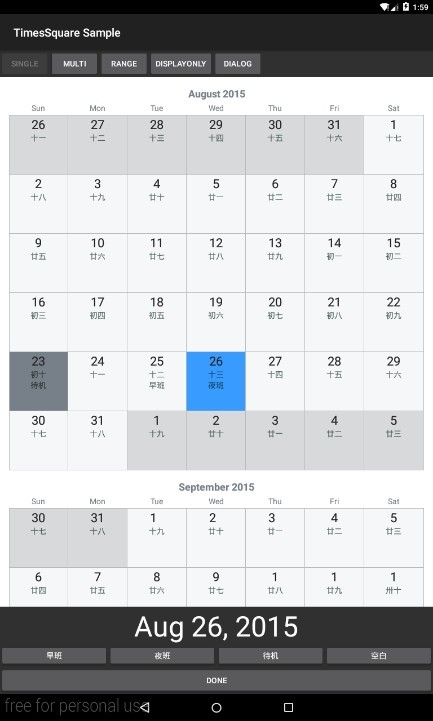 1:59
TimesSquare Sample
SINGLE MULTI RANGE DISPLAYONLY DIALOG
August 2015
Sun Mon Tue Wed Thu Fri Sat
26 27 28 29 30 31 1
十一 十二 十三 十四 十五 十六 十七
2 3 4 5 6 7 8
十八 十九 廿十 廿一 廿二 廿三 廿四
9 10 11 12 13 14 15
廿五 廿六 廿七 廿八 廿九 初一 初二
16 17 18 19 20 21 22
初三 初四 初五 初六 初七 初八 初九
23 24 25 26 27 28 29
初十 十一 十二 十三 十四 十五 十六
待机 早班 夜班
30 31 1 2 3 4 5
十七 十八 十九 廿十 廿一 廿二 廿三
September 2015
Sun Mon Tue Wed Thu Fri Sat
30 31 1 2 3 4 5
十七 十八 十九 廿十 廿一 廿二 廿三
6 7 8 9 1 1 1
廿四 廿五 廿六 廿七 廿八 廿九 卅十
Aug 26, 2015
早班 夜班 待机 空白
DONE
free for personal us